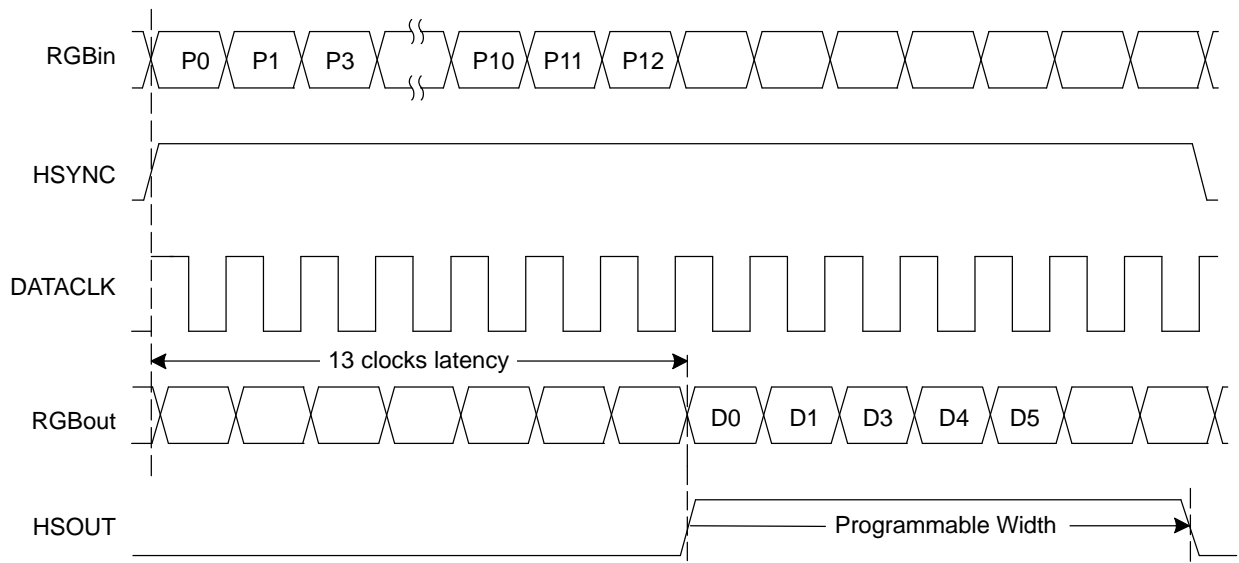 RGBin P0 P1 P3 P10 P11 P12
HSYNC
DATACLK
13 clocks latency
RGBout D0 D1 D3 D4 D5
HSOUT Programmable Width